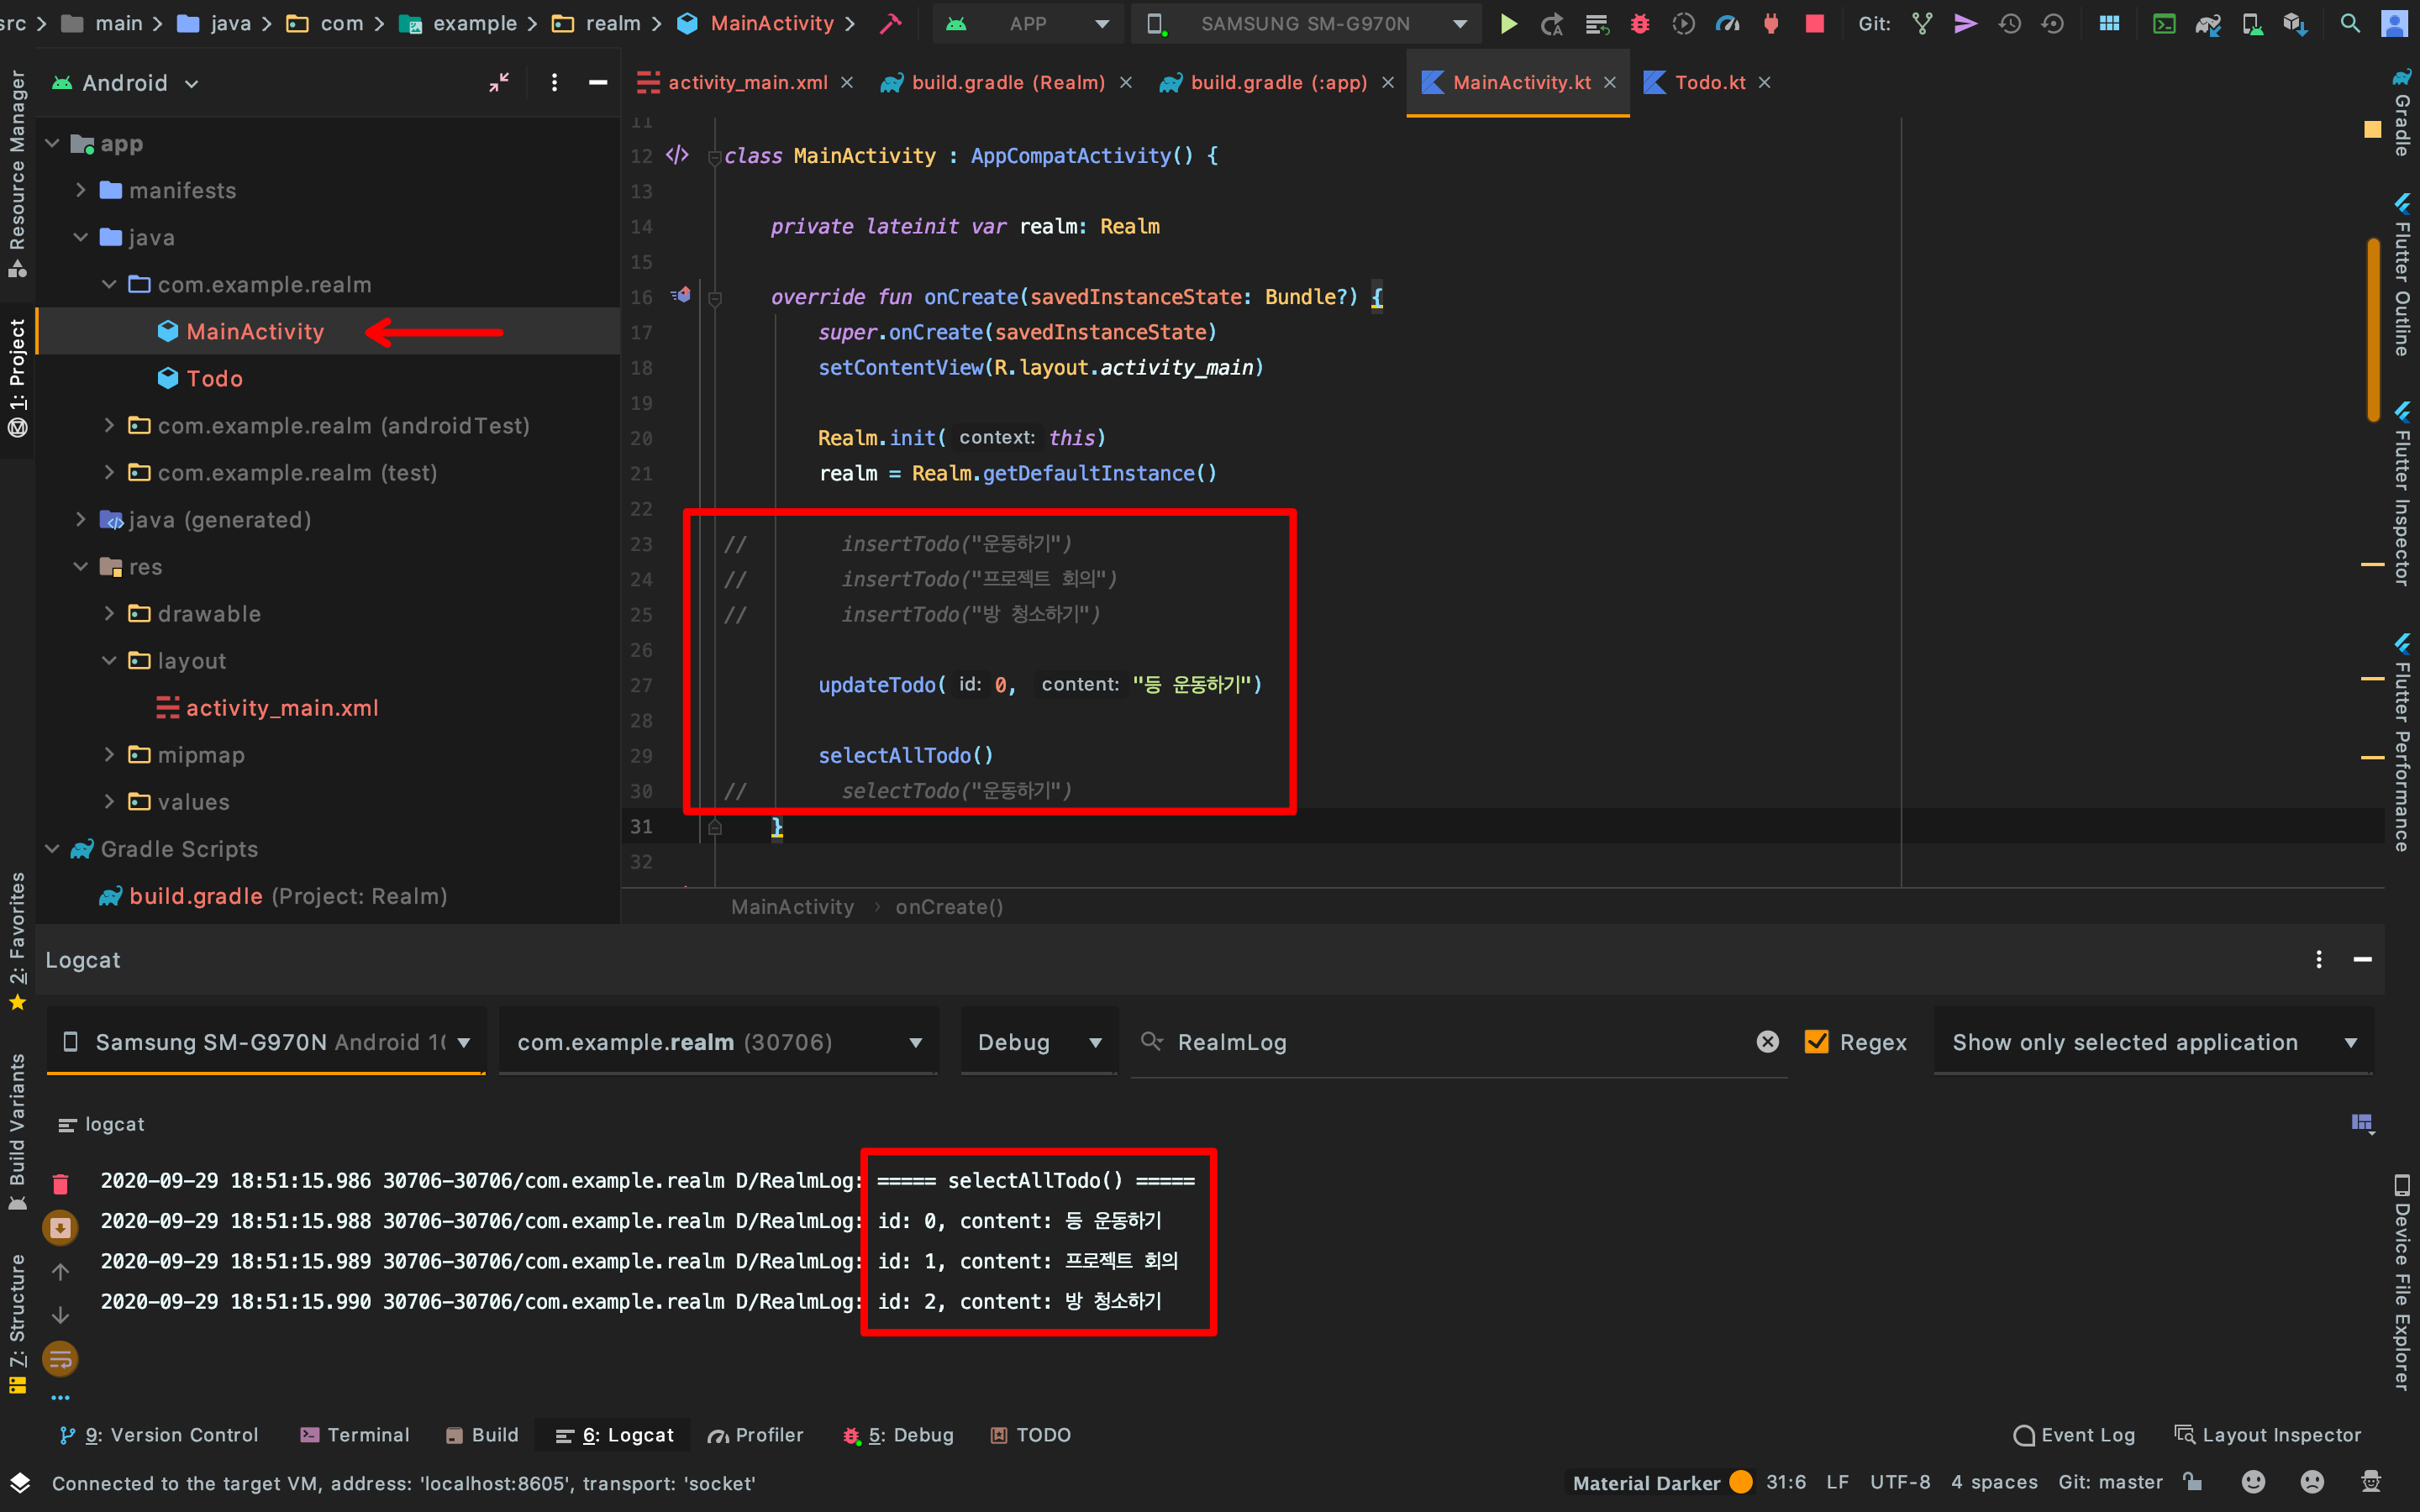 src > main > java > com > example > realm > MainActivity > APP SAMSUNG SM-G970N Git:
Android
activity_main.xml build.gradle (Realm) build.gradle (:app) MainActivity.kt Todo.kt
app
manifests
java
com.example.realm
MainActivity
Todo
com.example.realm (androidTest)
com.example.realm (test)
java (generated)
res
drawable
layout
activity_main.xml
mipmap
values
Gradle Scripts
build.gradle (Project: Realm)
Resource Manager
1: Project
2: Favorites
Build Variants
7: Structure
11
12 class MainActivity : AppCompatActivity() {
13
14 private lateinit var realm: Realm
15
16 override fun onCreate(savedInstanceState: Bundle?) {
17 super.onCreate(savedInstanceState)
18 setContentView(R.layout.activity_main)
19
20 Realm.init( context: this)
21 realm = Realm.getDefaultInstance()
22
23 // insertTodo("운동하기")
24 // insertTodo("프로젝트 회의")
25 // insertTodo("방 청소하기")
26
27 updateTodo( id: 0, content: "등 운동하기")
28
29 selectAllTodo()
30 // selectTodo("운동하기")
31 }
32
MainActivity > onCreate()
Gradle
Flutter Outline
Flutter Inspector
Flutter Performance
Device File Explorer
Logcat
Samsung SM-G970N Android 1 com.example.realm (30706) Debug RealmLog Regex Show only selected application
logcat
2020-09-29 18:51:15.986 30706-30706/com.example.realm D/RealmLog: ===== selectAllTodo() =====
2020-09-29 18:51:15.988 30706-30706/com.example.realm D/RealmLog: id: 0, content: 등 운동하기
2020-09-29 18:51:15.989 30706-30706/com.example.realm D/RealmLog: id: 1, content: 프로젝트 회의
2020-09-29 18:51:15.990 30706-30706/com.example.realm D/RealmLog: id: 2, content: 방 청소하기
9: Version Control Terminal Build 6: Logcat Profiler 5: Debug TODO Event Log Layout Inspector
Connected to the target VM, address: 'localhost:8605', transport: 'socket' Material Darker 31:6 LF UTF-8 4 spaces Git: master